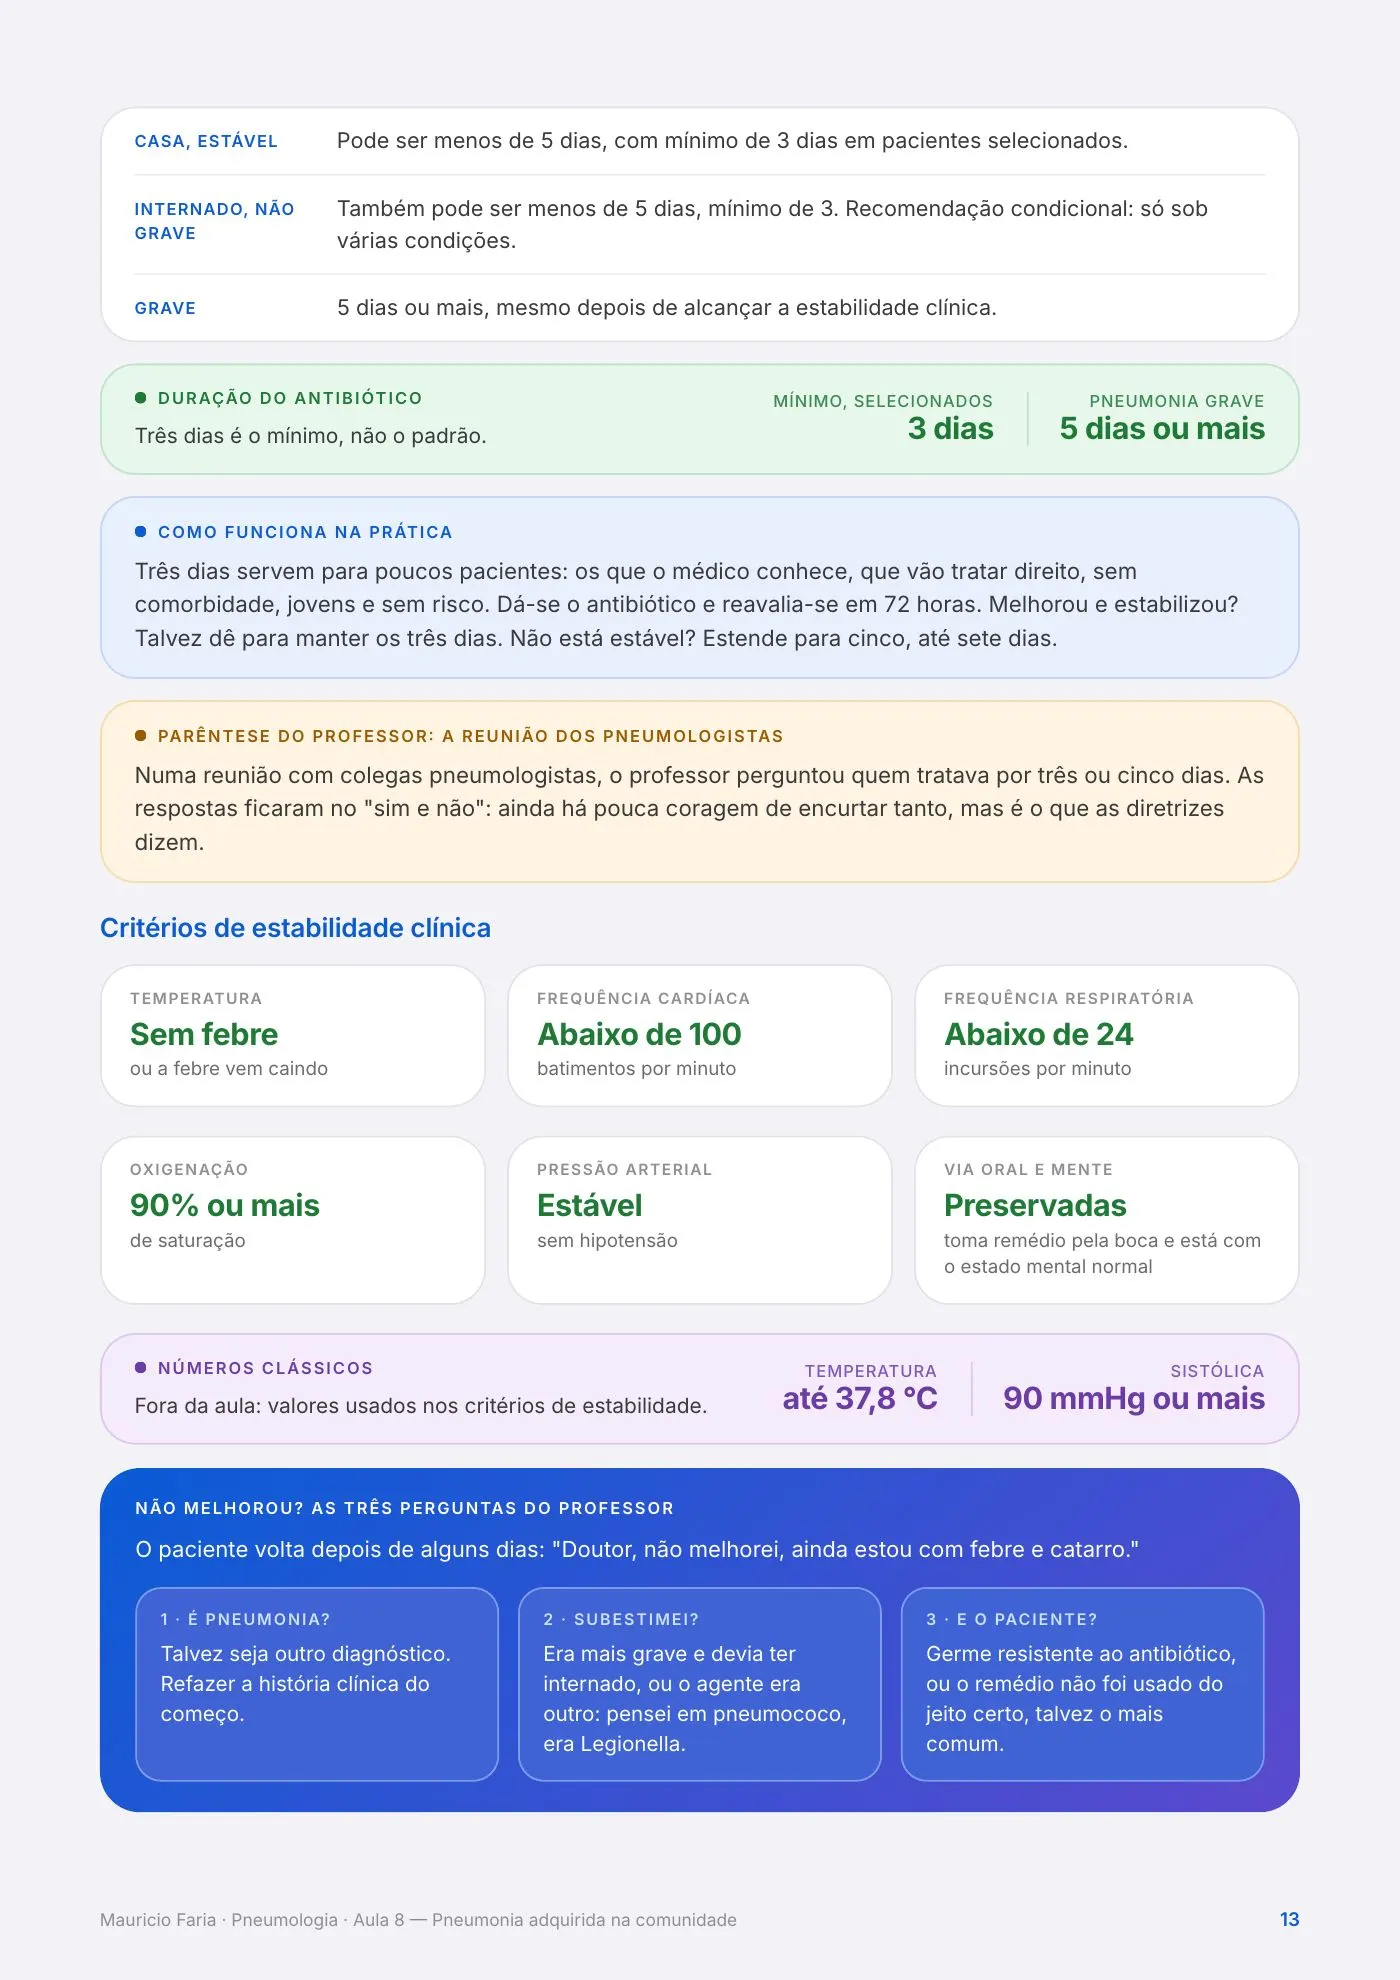 CASA, ESTÁVEL
Pode ser menos de 5 dias, com mínimo de 3 dias em pacientes selecionados.
INTERNADO, NÃO
GRAVE
Também pode ser menos de 5 dias, mínimo de 3. Recomendação condicional: só sob
várias condições.
GRAVE
5 dias ou mais, mesmo depois de alcançar a estabilidade clínica.
DURAÇÃO DO ANTIBIÓTICO
Três dias é o mínimo, não o padrão.
MÍNIMO, SELECIONADOS
3 dias
PNEUMONIA GRAVE
5 dias ou mais
COMO FUNCIONA NA PRÁTICA
Três dias servem para poucos pacientes: os que o médico conhece, que vão tratar direito, sem
comorbidade, jovens e sem risco. Dá-se o antibiótico e reavalia-se em 72 horas. Melhorou e estabilizou?
Talvez dê para manter os três dias. Não está estável? Estende para cinco, até sete dias.
PARÊNTESE DO PROFESSOR: A REUNIÃO DOS PNEUMOLOGISTAS
Numa reunião com colegas pneumologistas, o professor perguntou quem tratava por três ou cinco dias. As
respostas ficaram no "sim e não": ainda há pouca coragem de encurtar tanto, mas é o que as diretrizes
dizem.
Critérios de estabilidade clínica
TEMPERATURA
Sem febre
ou a febre vem caindo
FREQUÊNCIA CARDÍACA
Abaixo de 100
batimentos por minuto
FREQUÊNCIA RESPIRATÓRIA
Abaixo de 24
incursões por minuto
OXIGENAÇÃO
90% ou mais
de saturação
PRESSÃO ARTERIAL
Estável
sem hipotensão
VIA ORAL E MENTE
Preservadas
toma remédio pela boca e está com
o estado mental normal
NÚMEROS CLÁSSICOS
Fora da aula: valores usados nos critérios de estabilidade.
TEMPERATURA
até 37,8 °C
SISTÓLICA
90 mmHg ou mais
NÃO MELHOROU? AS TRÊS PERGUNTAS DO PROFESSOR
O paciente volta depois de alguns dias: "Doutor, não melhorei, ainda estou com febre e catarro."
1 · É PNEUMONIA?
Talvez seja outro diagnóstico.
Refazer a história clínica do
começo.
2 · SUBESTIMEI?
Era mais grave e devia ter
internado, ou o agente era
outro: pensei em pneumococo,
era Legionella.
3 · E O PACIENTE?
Germe resistente ao antibiótico,
ou o remédio não foi usado do
jeito certo, talvez o mais
comum.
Mauricio Faria · Pneumologia · Aula 8 — Pneumonia adquirida na comunidade
13